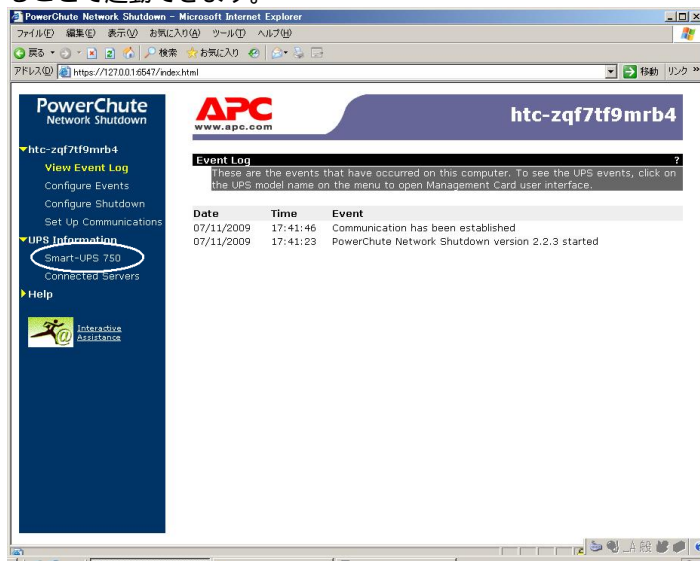 PowerChute Network Shutdown - Microsoft Internet Explorer
ファイル(F) 編集(E) 表示(V) お気に入り(A) ツール(T) ヘルプ(H)
戻る 検索 お気に入り
アドレス(D) https://127.0.0.1:6547/index.html 移動 リンク »
PowerChute
Network Shutdown
APC
www.apc.com
htc-zqf7tf9mrb4
htc-zqf7tf9mrb4
View Event Log
Configure Events
Configure Shutdown
Set Up Communications
UPS Information
Smart-UPS 750
Connected Servers
Help
Interactive
Assistance
Event Log ?
These are the events that have occurred on this computer. To see the UPS events, click on
the UPS model name on the menu to open Management Card user interface.
Date Time Event
07/11/2009 17:41:46 Communication has been established
07/11/2009 17:41:23 PowerChute Network Shutdown version 2.2.3 started
A 般